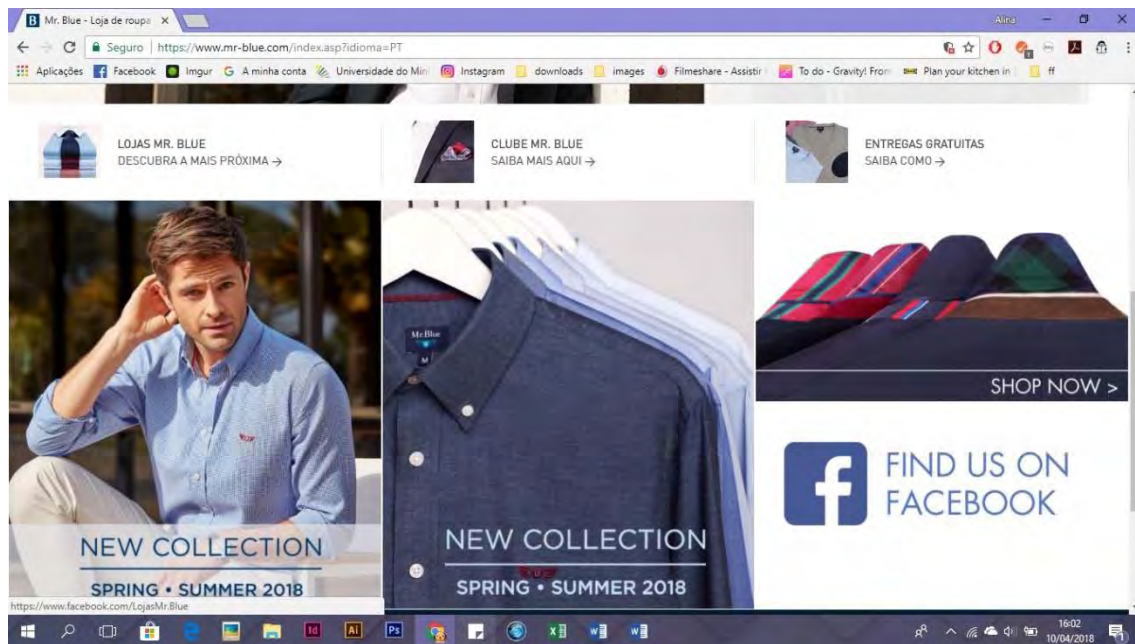 Mr. Blue - Loja de roupa
Alina
Seguro
https://www.mr-blue.com/index.asp?idioma=PT
Aplicações
Facebook
Imgur
A minha conta
Universidade do Min
Instagram
downloads
images
Filmeshare - Assistir
To do - Gravity! From
Plan your kitchen in
ff
LOJAS MR. BLUE
DESCUBRA A MAIS PRÓXIMA →
CLUBE MR. BLUE
SAIBA MAIS AQUI →
ENTREGAS GRATUITAS
SAIBA COMO →
Mr.Blue
M
NEW COLLECTION
SPRING • SUMMER 2018
NEW COLLECTION
SPRING • SUMMER 2018
SHOP NOW >
f
FIND US ON
FACEBOOK
https://www.facebook.com/LojasMr.Blue
Id
Ai
Ps
16:02
10/04/2018